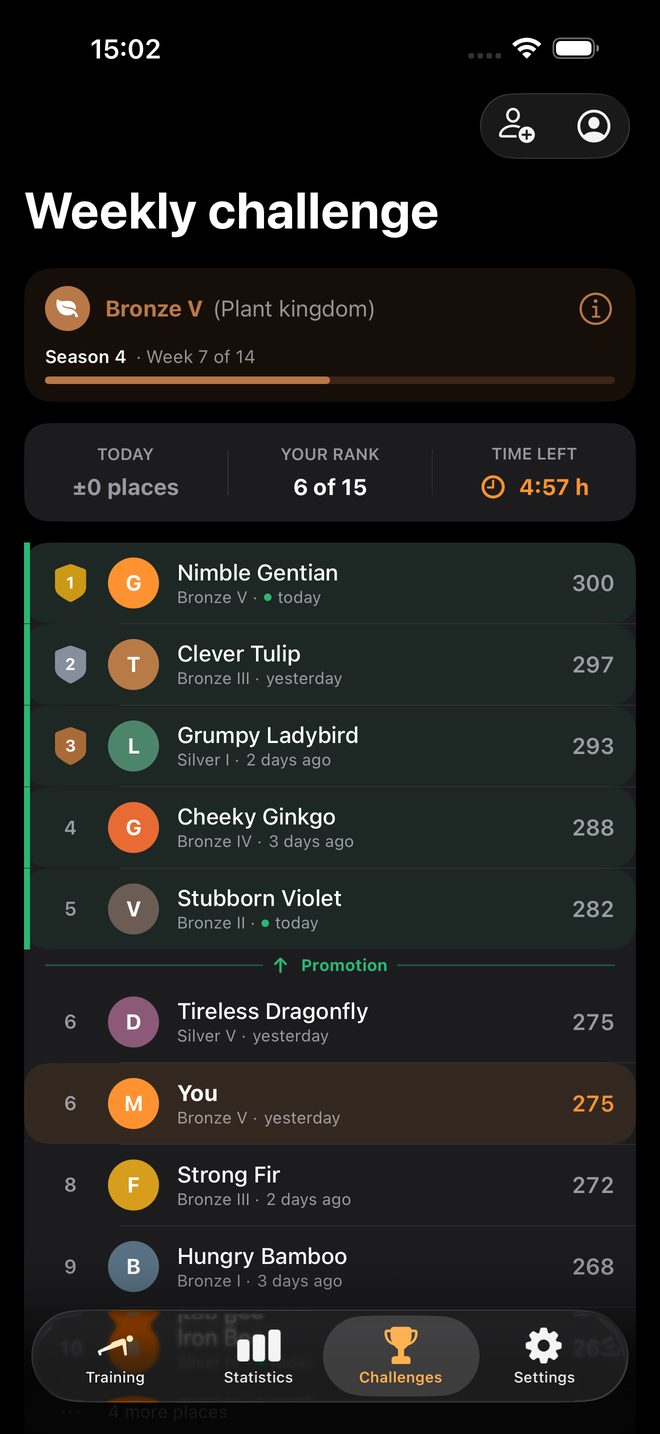 15:02
Weekly challenge
Bronze V (Plant kingdom)
Season 4 · Week 7 of 14
TODAY
±0 places
YOUR RANK
6 of 15
TIME LEFT
4:57 h
1
G
Nimble Gentian
Bronze V · today
300
2
T
Clever Tulip
Bronze III · yesterday
297
3
L
Grumpy Ladybird
Silver I · 2 days ago
293
4
G
Cheeky Ginkgo
Bronze IV · 3 days ago
288
5
V
Stubborn Violet
Bronze II · today
282
↑ Promotion
6
D
Tireless Dragonfly
Silver V · yesterday
275
6
M
You
Bronze V · yesterday
275
8
F
Strong Fir
Bronze III · 2 days ago
272
9
B
Hungry Bamboo
Bronze I · 3 days ago
268
10
Iron Bee
Training
Statistics
Challenges
Settings
... 4 more places